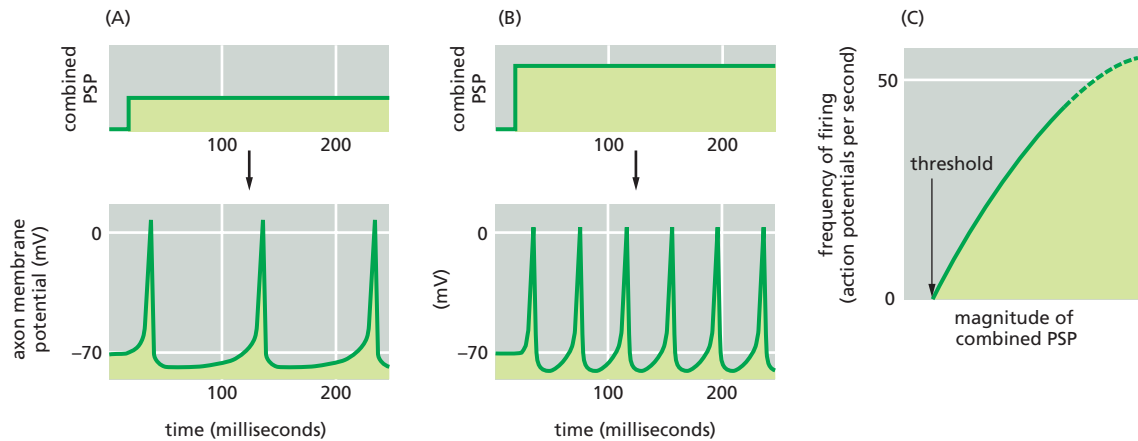 (A)
combined
PSP
100 200
axon membrane
potential (mV)
0
–70
100 200
time (milliseconds)
(B)
combined
PSP
100 200
(mV)
0
–70
100 200
time (milliseconds)
(C)
frequency of firing
(action potentials per second)
50
threshold
0
magnitude of
combined PSP